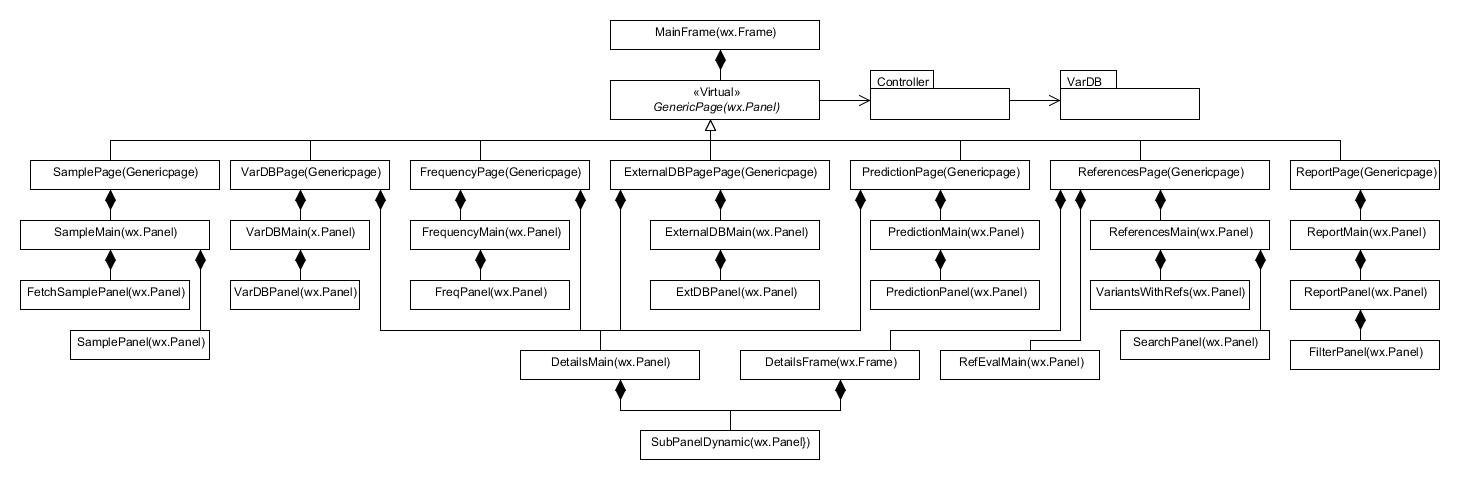 MainFrame(wx.Frame)
«Virtual»
GenericPage(wx.Panel)
Controller
VarDB
SamplePage(Genericpage)
VarDBPage(Genericpage)
FrequencyPage(Genericpage)
ExternalDBPagePage(Genericpage)
PredictionPage(Genericpage)
ReferencesPage(Genericpage)
ReportPage(Genericpage)
SampleMain(wx.Panel)
VarDBMain(x.Panel)
FrequencyMain(wx.Panel)
ExternalDBMain(wx.Panel)
PredictionMain(wx.Panel)
ReferencesMain(wx.Panel)
ReportMain(wx.Panel)
FetchSamplePanel(wx.Panel)
VarDBPanel(wx.Panel)
FreqPanel(wx.Panel)
ExtDBPanel(wx.Panel)
PredictionPanel(wx.Panel)
VariantsWithRefs(wx.Panel)
ReportPanel(wx.Panel)
SamplePanel(wx.Panel)
SearchPanel(wx.Panel)
FilterPanel(wx.Panel)
DetailsMain(wx.Panel)
DetailsFrame(wx.Frame)
RefEvalMain(wx.Panel)
SubPanelDynamic(wx.Panel})